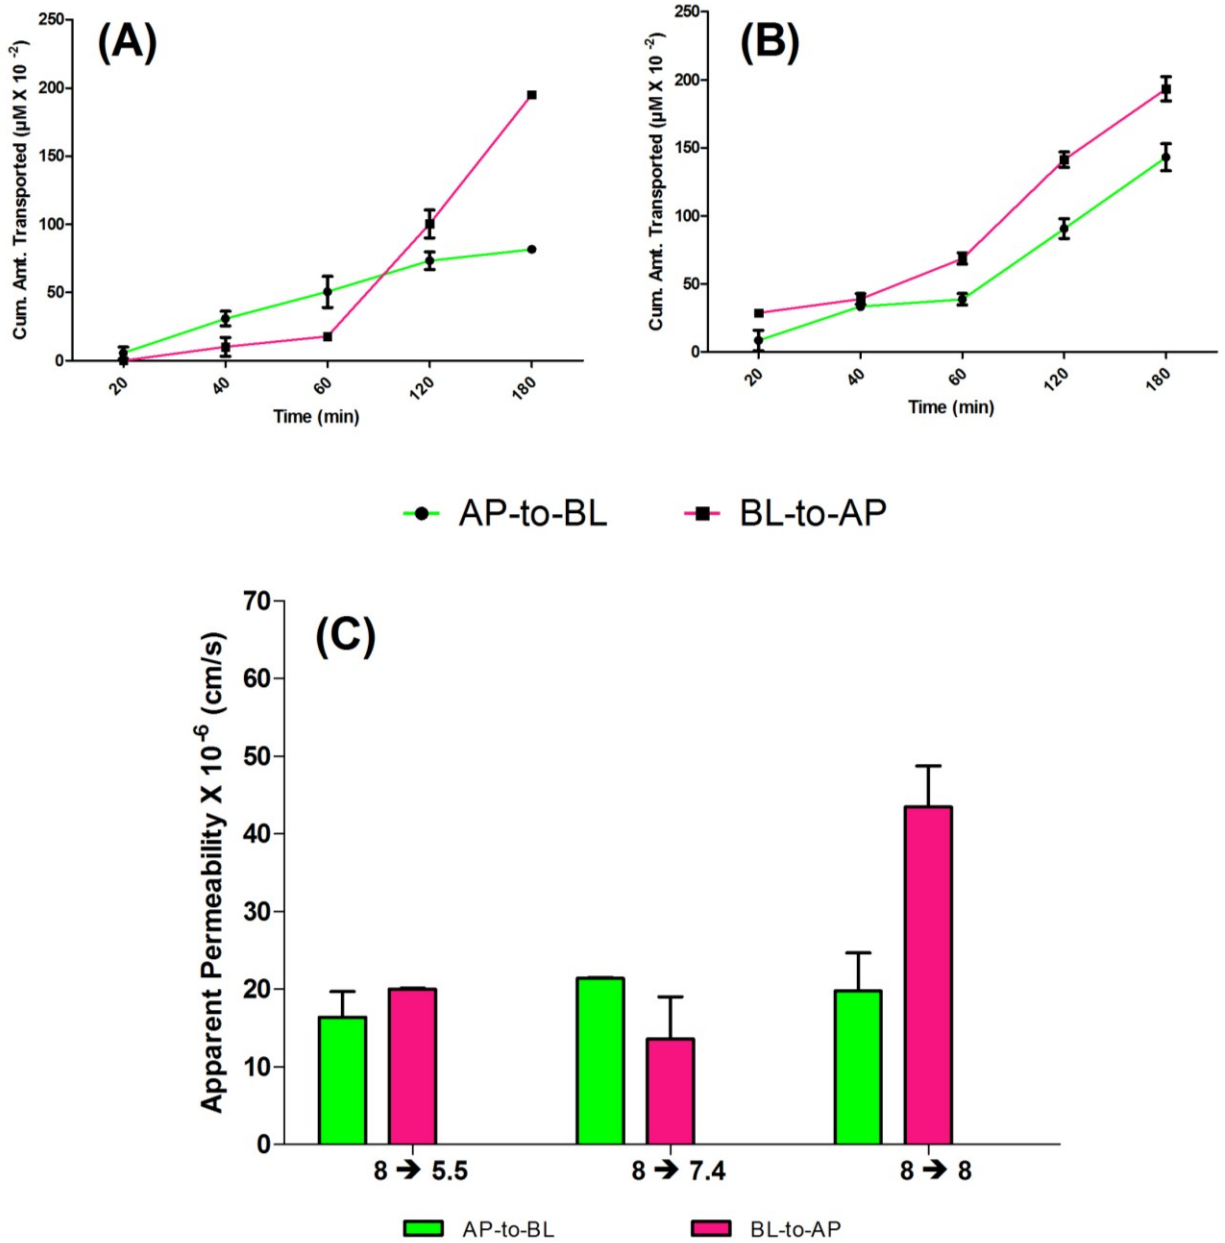 (A)
Cum. Amt. Transported (µM X 10 -2)
250
200
150
100
50
0
20 40 60 120 180
Time (min)
(B)
Cum. Amt. Transported (µM X 10 -2)
250
200
150
100
50
0
20 40 60 120 180
Time (min)
AP-to-BL BL-to-AP
(C)
Apparent Permeability X 10-6 (cm/s)
70
60
50
40
30
20
10
0
8 ➔ 5.5 8 ➔ 7.4 8 ➔ 8
AP-to-BL BL-to-AP